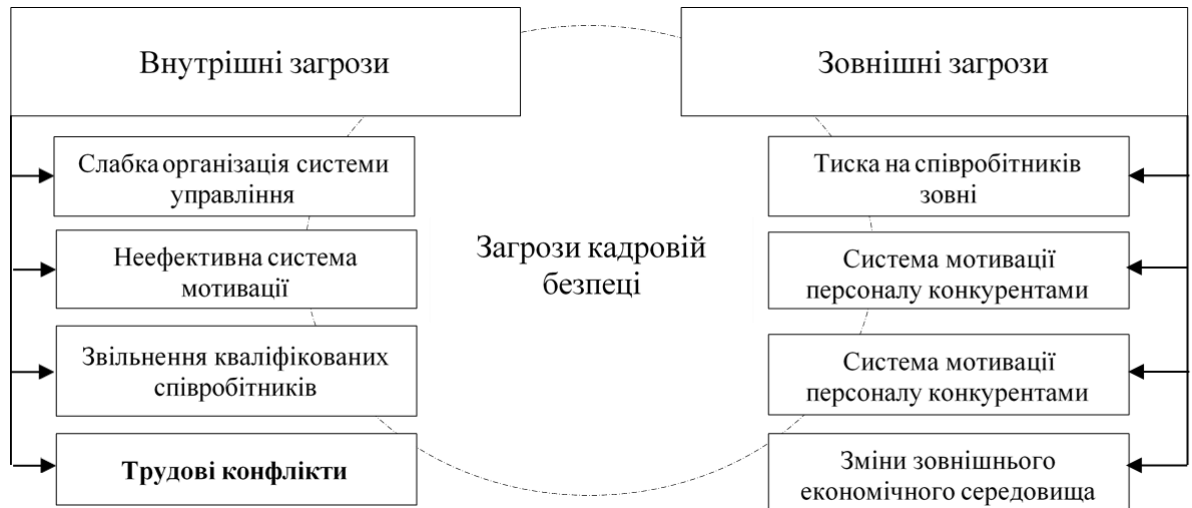 Внутрішні загрози
Слабка організація системи
управління
Неефективна система
мотивації
Звільнення кваліфікованих
співробітників
Трудові конфлікти
Загрози кадровій
безпеці
Зовнішні загрози
Тиска на співробітників
зовні
Система мотивації
персоналу конкурентами
Система мотивації
персоналу конкурентами
Зміни зовнішнього
економічного середовища